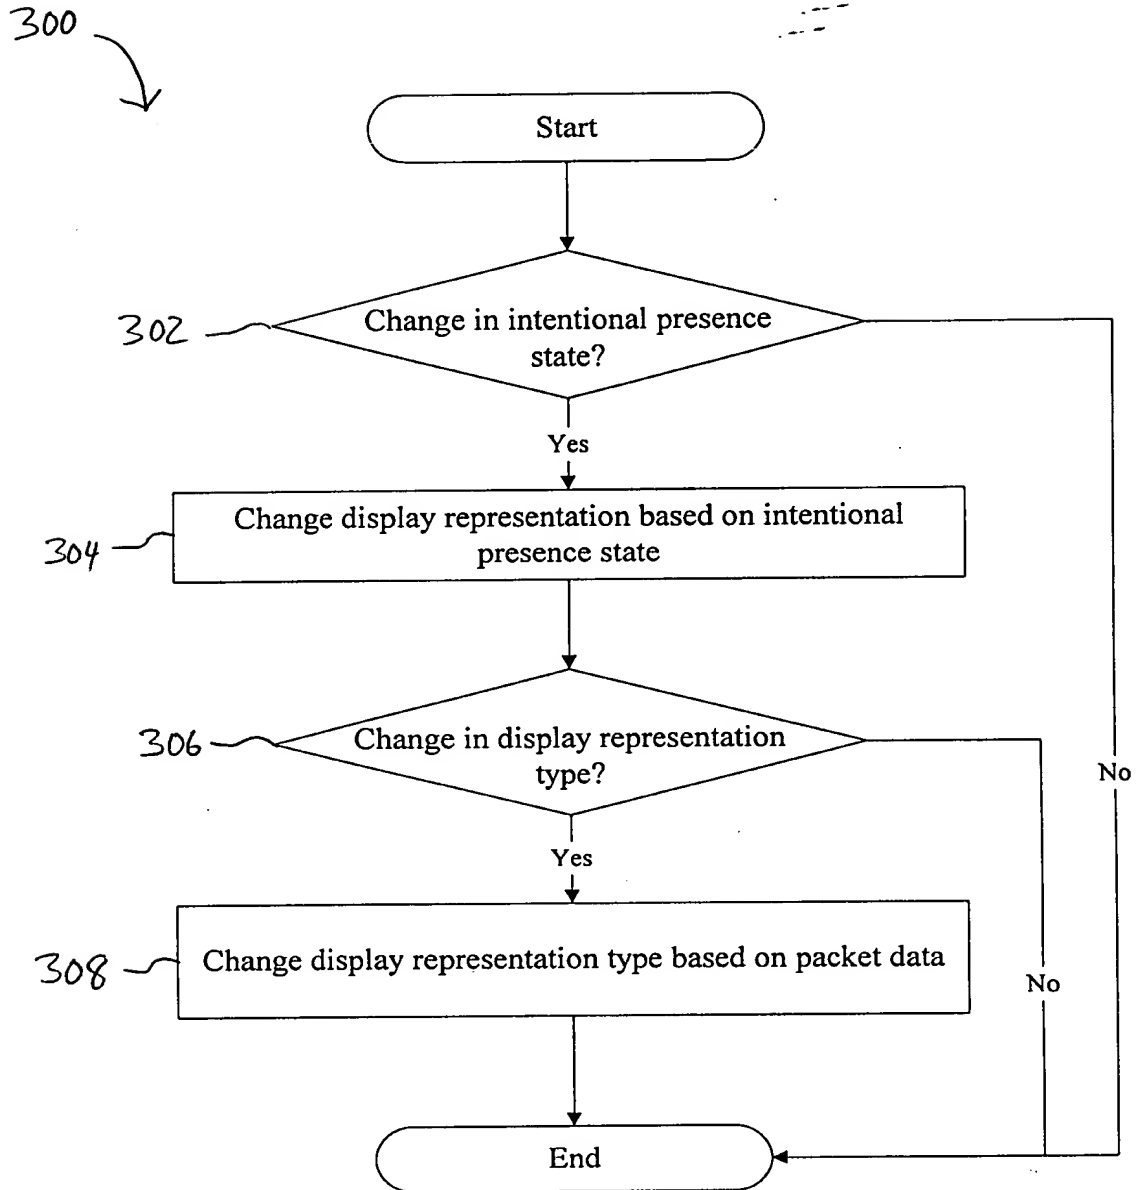 300
Start
302
Change in intentional presence
state?
Yes
304
Change display representation based on intentional
presence state
306
Change in display representation
type?
No
Yes
308
Change display representation type based on packet data
No
End